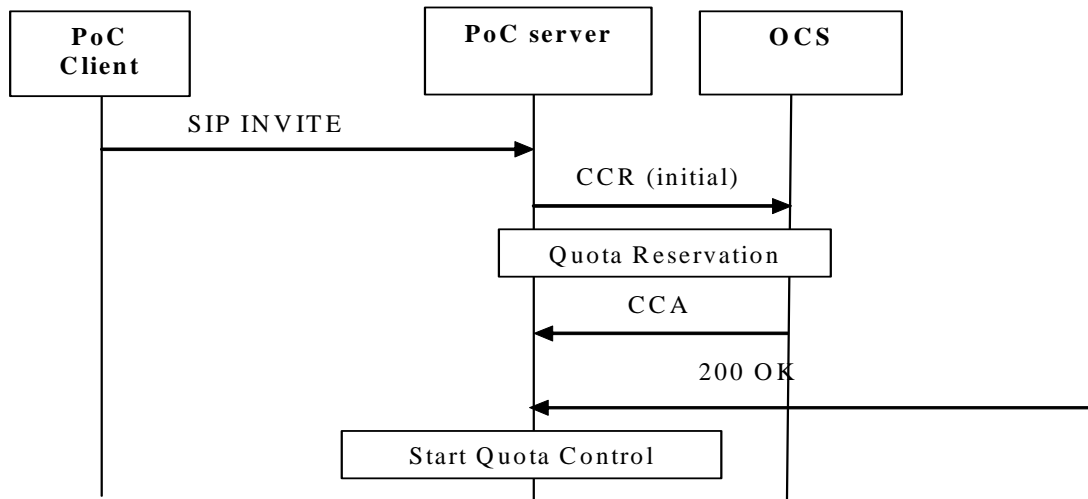 PoC
Client
PoC server
OCS
SIP INVITE
CCR (initial)
Quota Reservation
CCA
200 OK
Start Quota Control